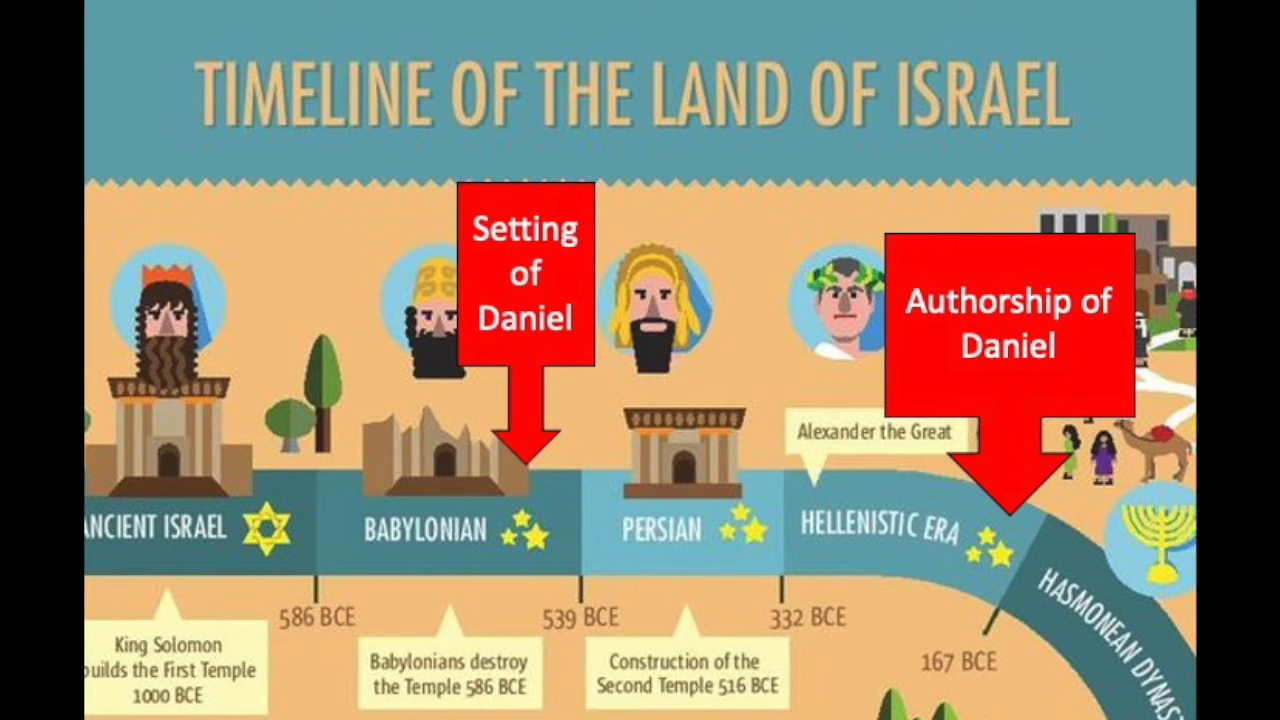 TIMELINE OF THE LAND OF ISRAEL
Setting
of
Daniel
Authorship of
Daniel
Alexander the Great
ANCIENT ISRAEL
BABYLONIAN
PERSIAN
HELLENISTIC ERA
HASMONEAN DYNAS
586 BCE
539 BCE
332 BCE
167 BCE
King Solomon
builds the First Temple
1000 BCE
Babylonians destroy
the Temple 586 BCE
Construction of the
Second Temple 516 BCE